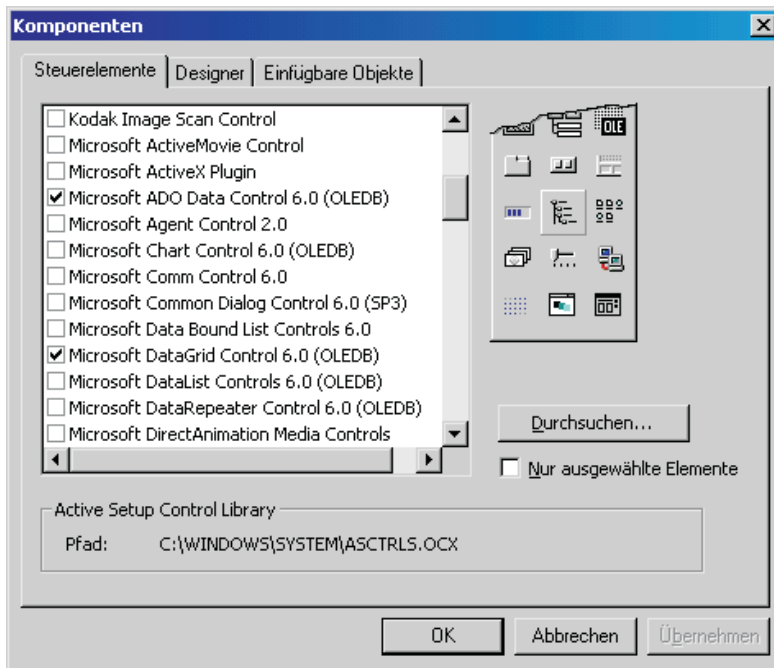 Komponenten
Steuerelemente Designer Einfügbare Objekte
Kodak Image Scan Control
Microsoft ActiveMovie Control
Microsoft ActiveX Plugin
Microsoft ADO Data Control 6.0 (OLEDB)
Microsoft Agent Control 2.0
Microsoft Chart Control 6.0 (OLEDB)
Microsoft Comm Control 6.0
Microsoft Common Dialog Control 6.0 (SP3)
Microsoft Data Bound List Controls 6.0
Microsoft DataGrid Control 6.0 (OLEDB)
Microsoft DataList Controls 6.0 (OLEDB)
Microsoft DataRepeater Control 6.0 (OLEDB)
Microsoft DirectAnimation Media Controls
OLE
Durchsuchen...
Nur ausgewählte Elemente
Active Setup Control Library
Pfad: C:\WINDOWS\SYSTEM\ASCTRLS.OCX
OK Abbrechen Übernehmen